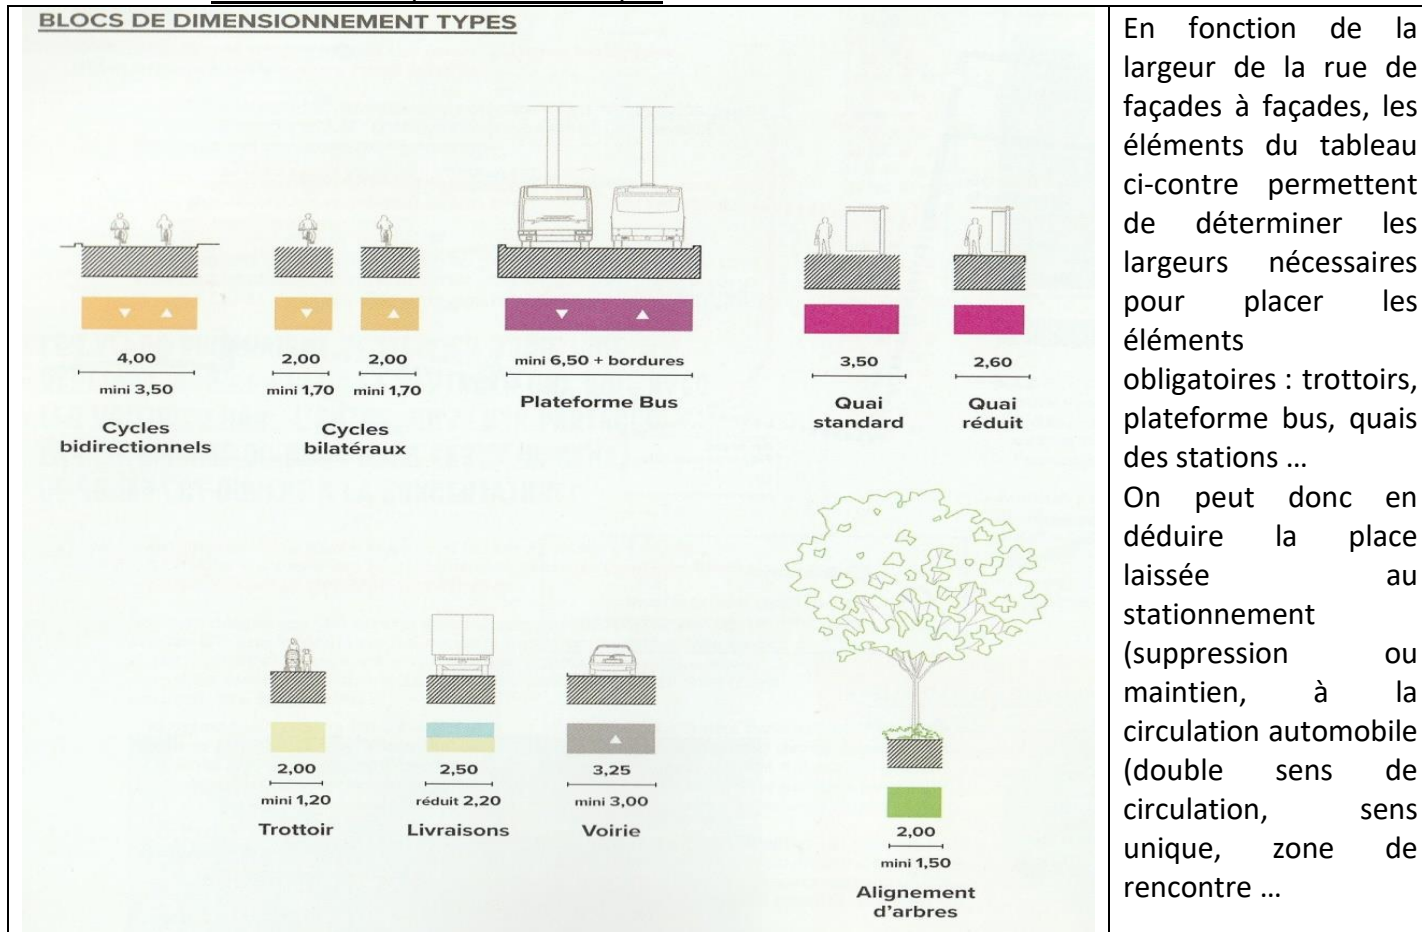 BLOCS DE DIMENSIONNEMENT TYPES
4,00
mini 3,50
Cycles
bidirectionnels
2,00 2,00
mini 1,70 mini 1,70
Cycles
bilatéraux
mini 6,50 + bordures
Plateforme Bus
3,50
Quai
standard
2,60
Quai
réduit
2,00
mini 1,20
Trottoir
2,50
réduit 2,20
Livraisons
3,25
mini 3,00
Voirie
2,00
mini 1,50
Alignement
d'arbres
En fonction de la
largeur de la rue de
façades à façades, les
éléments du tableau
ci-contre permettent
de déterminer les
largeurs nécessaires
pour placer les
éléments
obligatoires : trottoirs,
plateforme bus, quais
des stations …
On peut donc en
déduire la place
laissée au
stationnement
(suppression ou
maintien, à la
circulation automobile
(double sens de
circulation, sens
unique, zone de
rencontre …